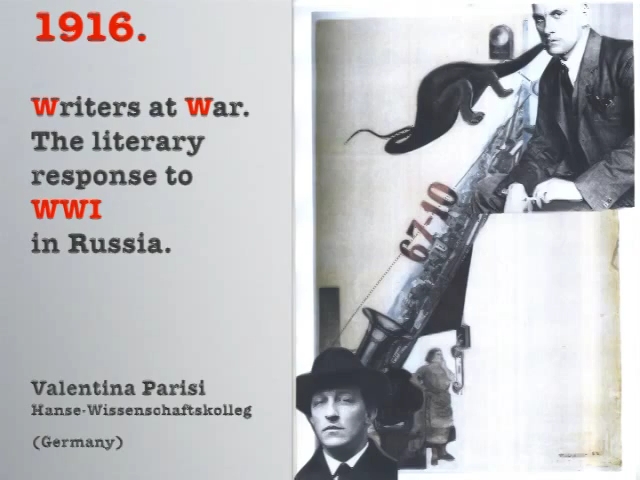 1916.
Writers at War.
The literary
response to
WWI
in Russia.
Valentina Parisi
Hanse-Wissenschaftskolleg
(Germany)
67-10